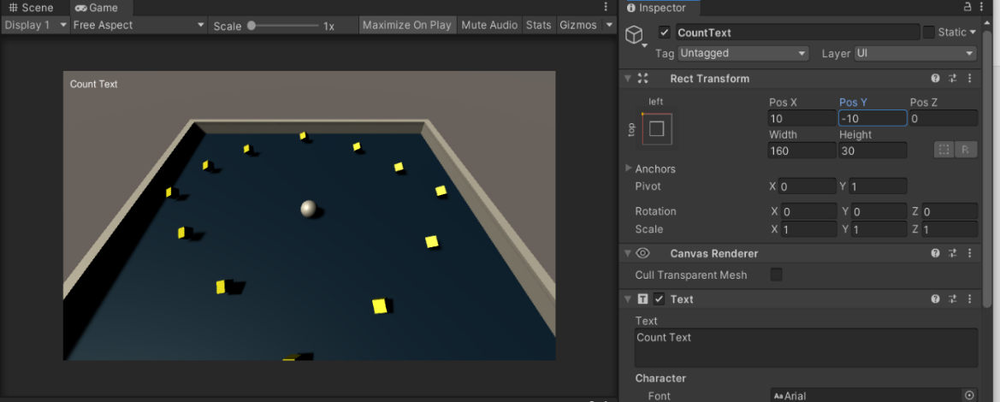 Scene Game
Display 1 Free Aspect Scale 1x Maximize On Play Mute Audio Stats Gizmos
Count Text
Inspector
CountText Static
Tag Untagged Layer UI
Rect Transform
left
top
Pos X Pos Y Pos Z
10 -10 0
Width Height
160 30
R
Anchors
Pivot X 0 Y 1
Rotation X 0 Y 0 Z 0
Scale X 1 Y 1 Z 1
Canvas Renderer
Cull Transparent Mesh
T Text
Text
Count Text
Character
Font Aa Arial